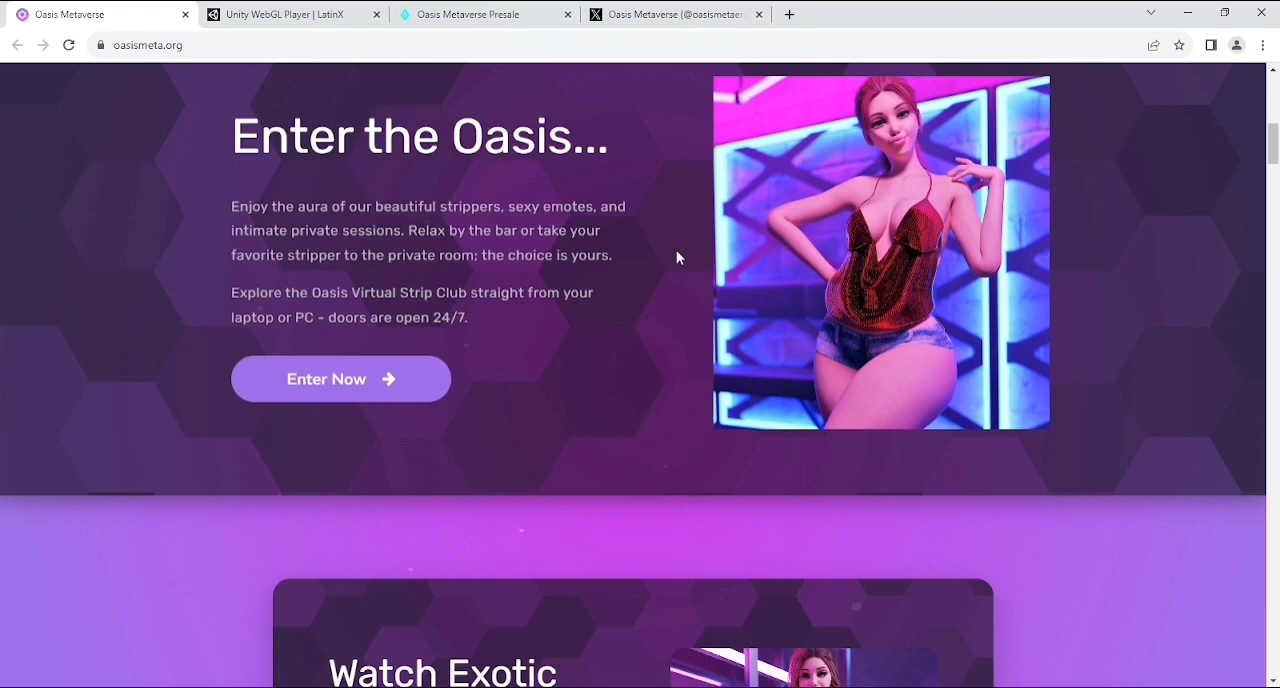 Oasis Metaverse
Unity WebGL Player | LatinX
Oasis Metaverse Presale
Oasis Metaverse (@oasismetaer
oasismeta.org
Enter the Oasis...
Enjoy the aura of our beautiful strippers, sexy emotes, and
intimate private sessions. Relax by the bar or take your
favorite stripper to the private room; the choice is yours.
Explore the Oasis Virtual Strip Club straight from your
laptop or PC - doors are open 24/7.
Enter Now
Watch Exotic